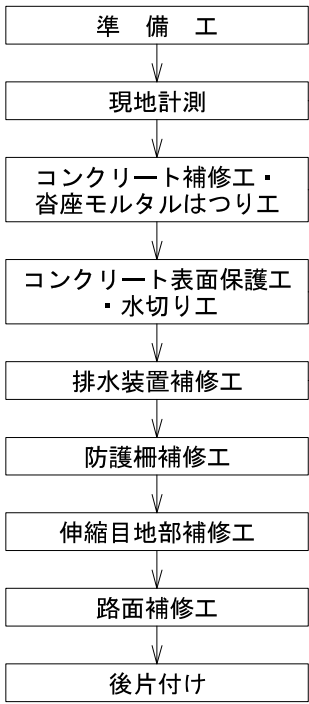 準　備　工
現地計測
コンクリート補修工・
沓座モルタルはつり工
コンクリート表面保護工
・水切り工
排水装置補修工
防護柵補修工
伸縮目地部補修工
路面補修工
後片付け